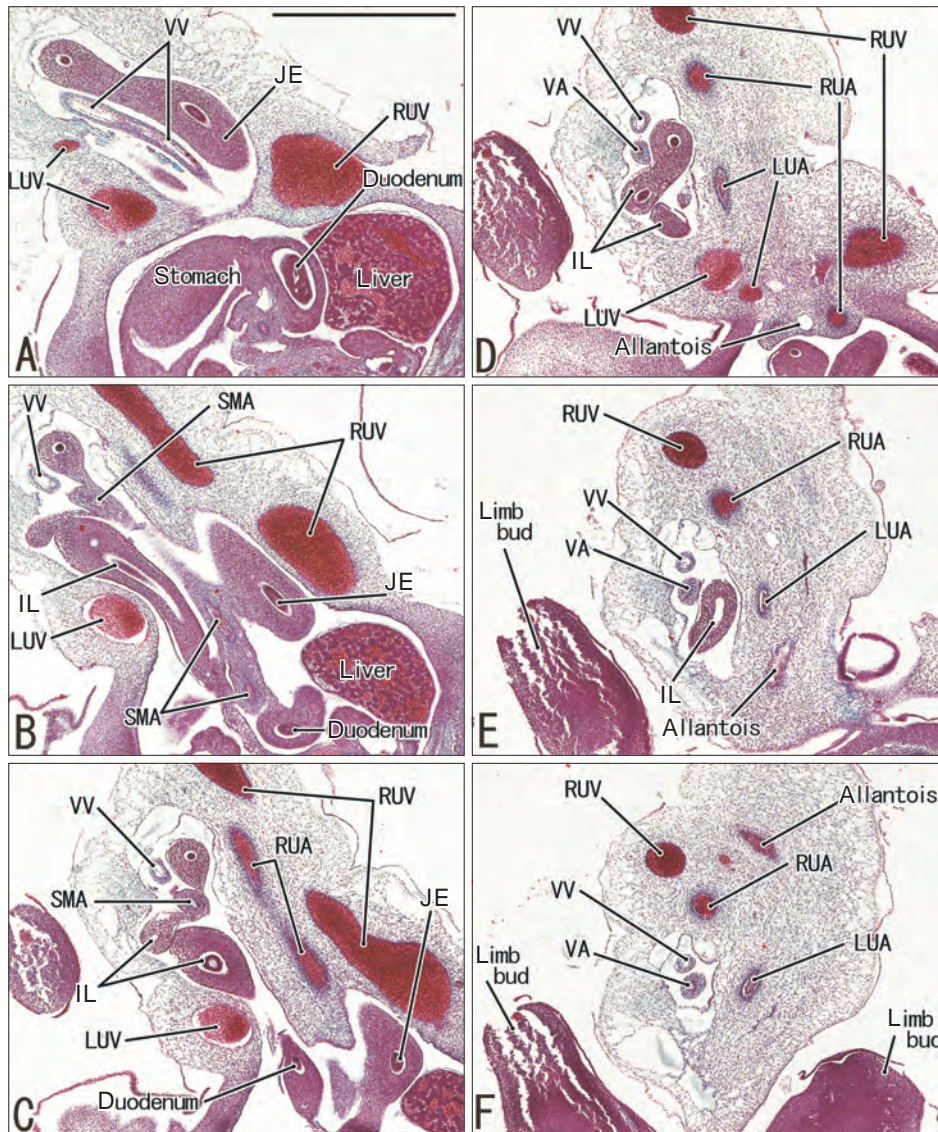 VV
JE
RUV
LUV
Duodenum
Stomach
Liver
A
VV
SMA
RUV
IL
JE
LUV
Liver
SMA
Duodenum
B
VV
RUV
RUA
SMA
JE
IL
LUV
Duodenum
C
VV
RUV
VA
RUA
LUA
IL
LUV
Allantois
D
RUV
RUA
VV
Limb
bud
LUA
VA
IL
Allantois
E
RUV
Allantois
RUA
VV
LUA
VA
Limb
bud
Limb
bud
F